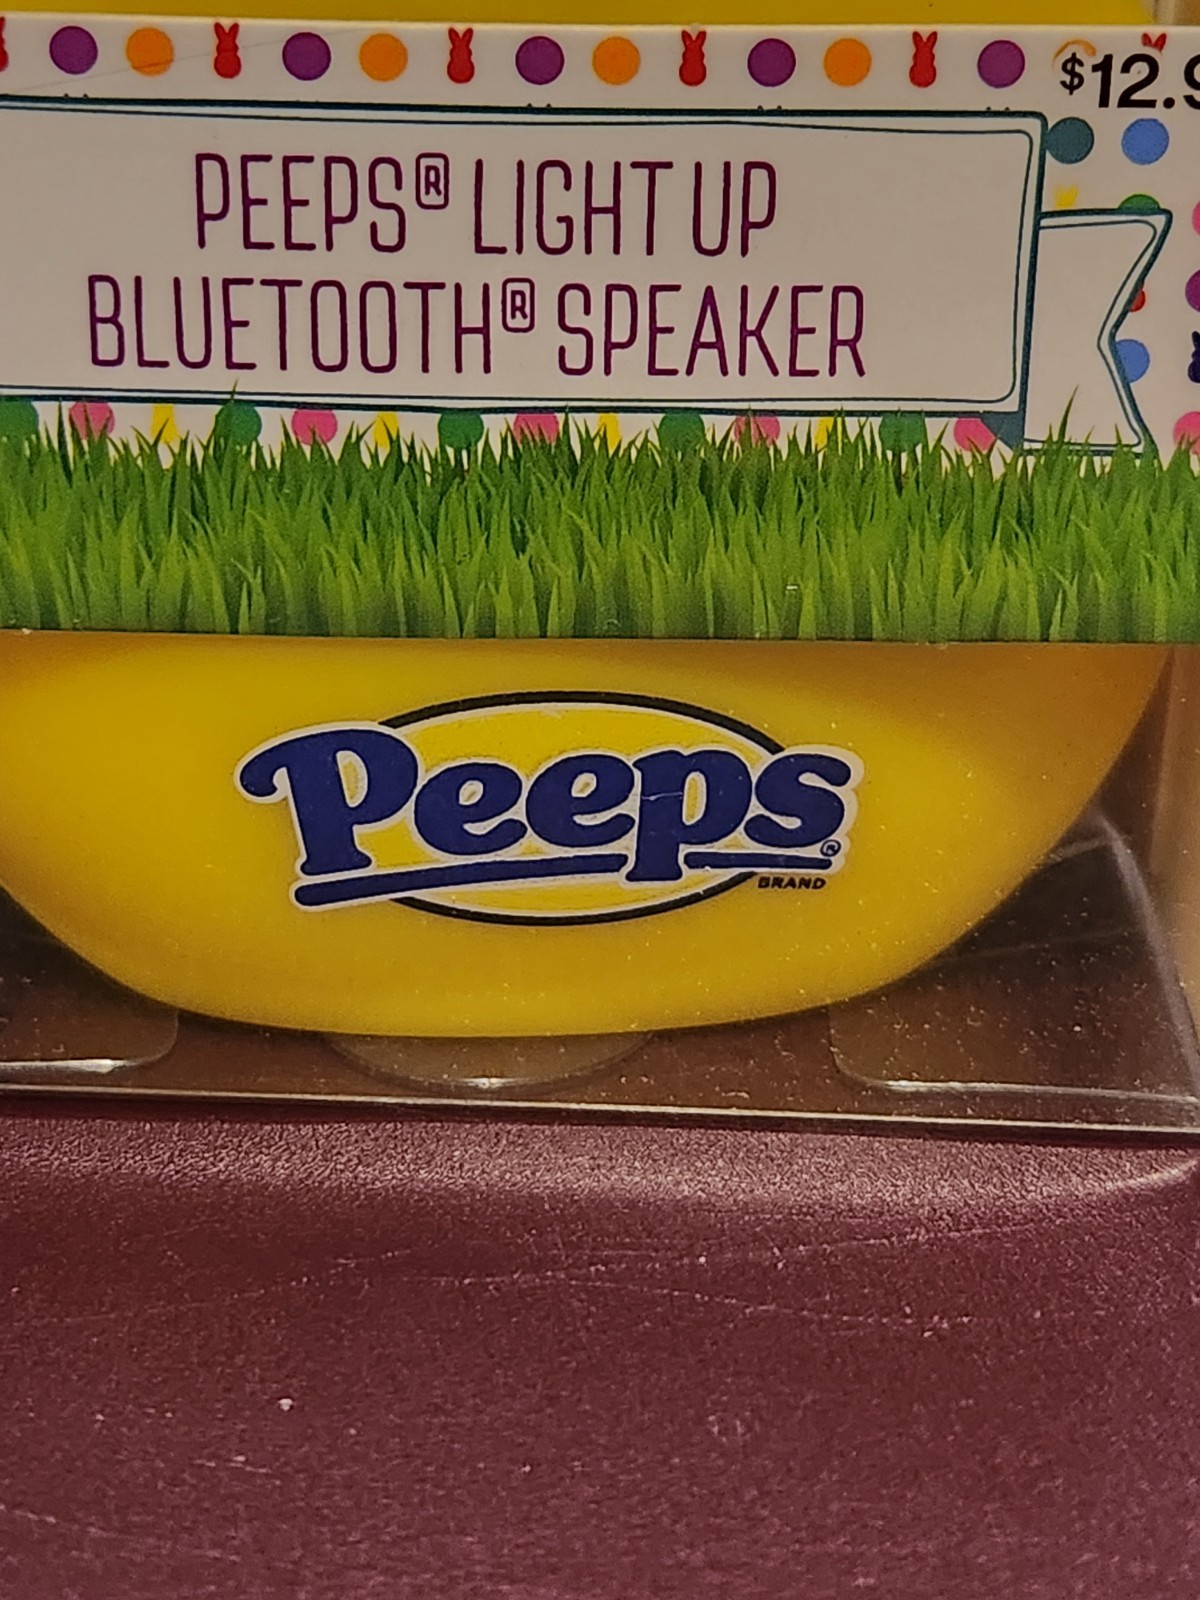 $12.9
PEEPS® LIGHT UP
BLUETOOTH® SPEAKER
Peeps®
BRAND